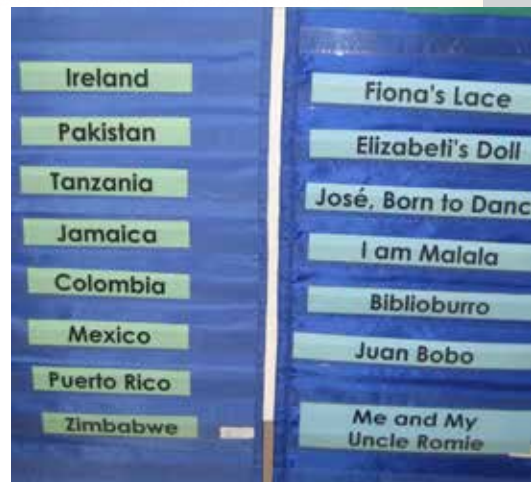 Ireland
Pakistan
Tanzania
Jamaica
Colombia
Mexico
Puerto Rico
Zimbabwe
Fiona's Lace
Elizabeti's Doll
José, Born to Danc
I am Malala
Biblioburro
Juan Bobo
Me and My
Uncle Romie